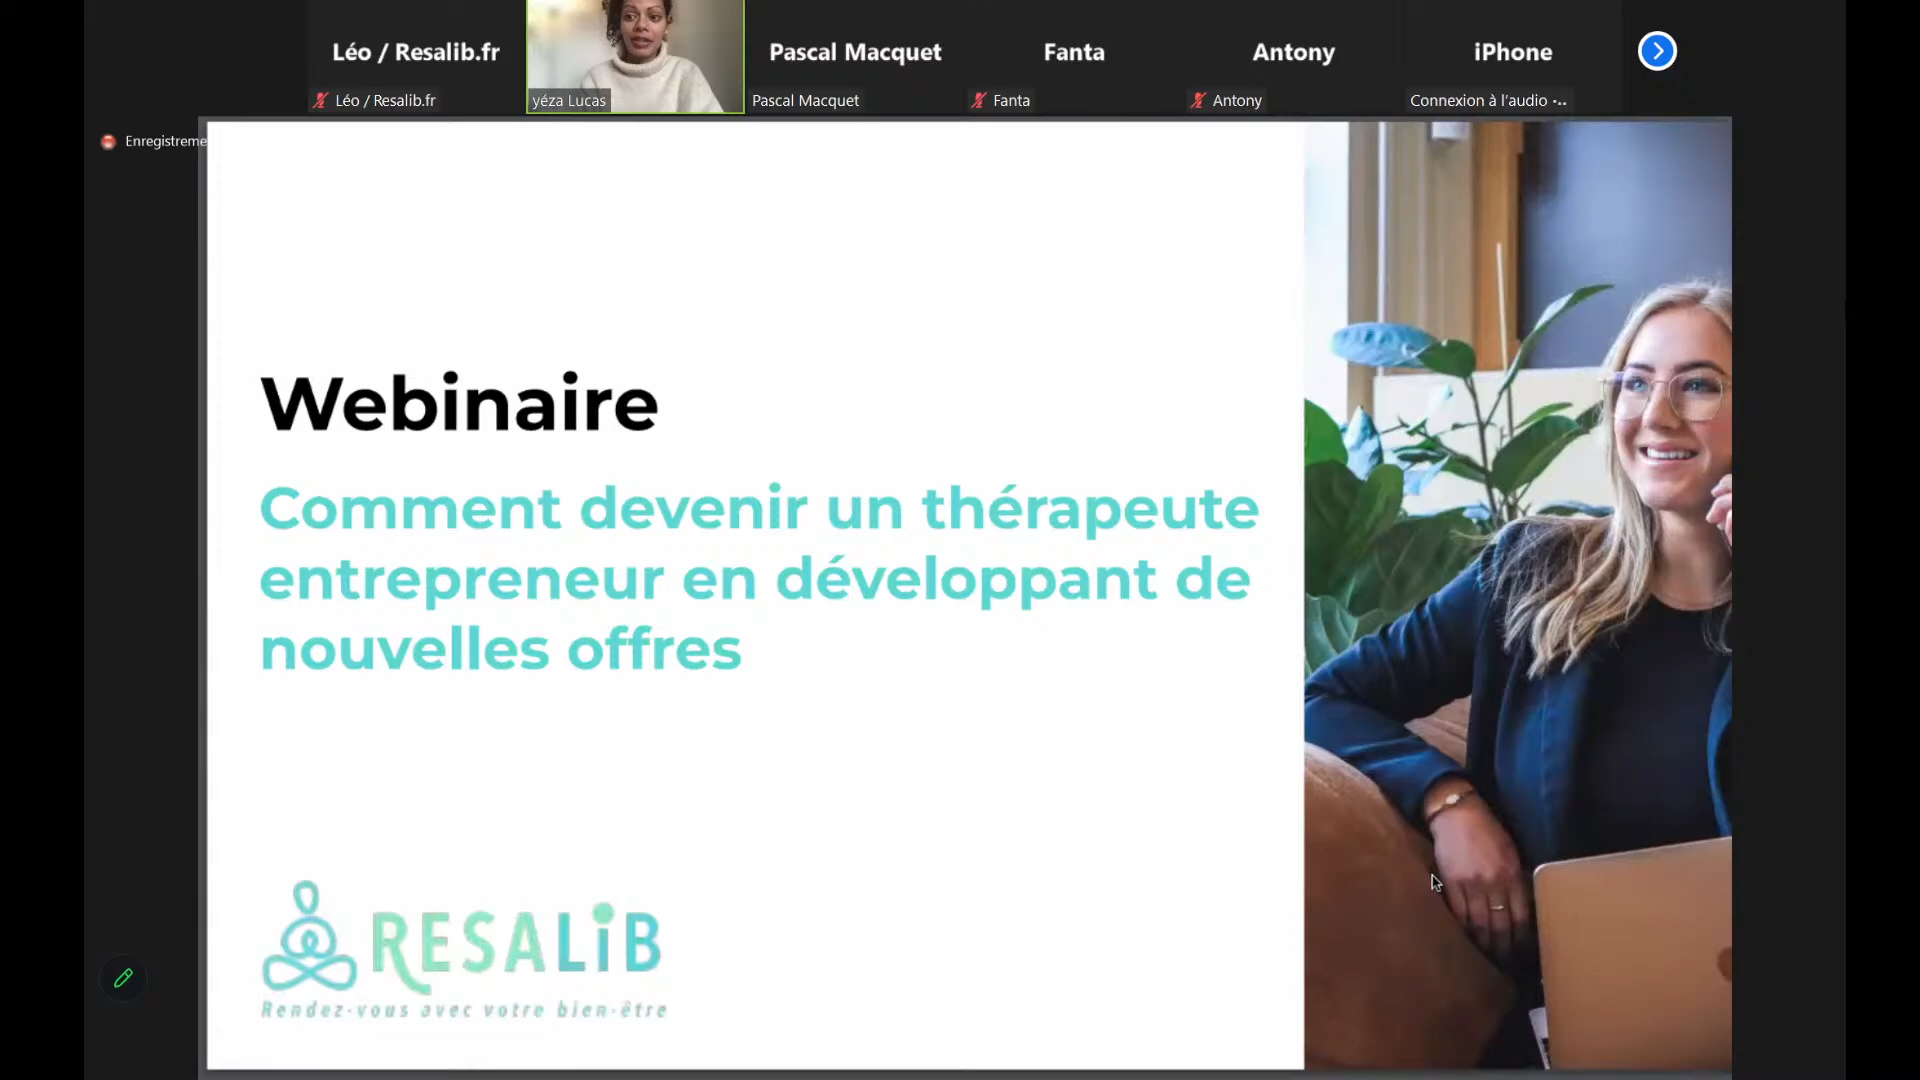 Léo / Resalib.fr
Pascal Macquet
Fanta
Antony
iPhone
Léo / Resalib.fr
yéza Lucas
Pascal Macquet
Fanta
Antony
Connexion à l'audio •...
Enregistreme
Webinaire
Comment devenir un thérapeute
entrepreneur en développant de
nouvelles offres
RESALiB
Rendez-vous avec votre bien-être